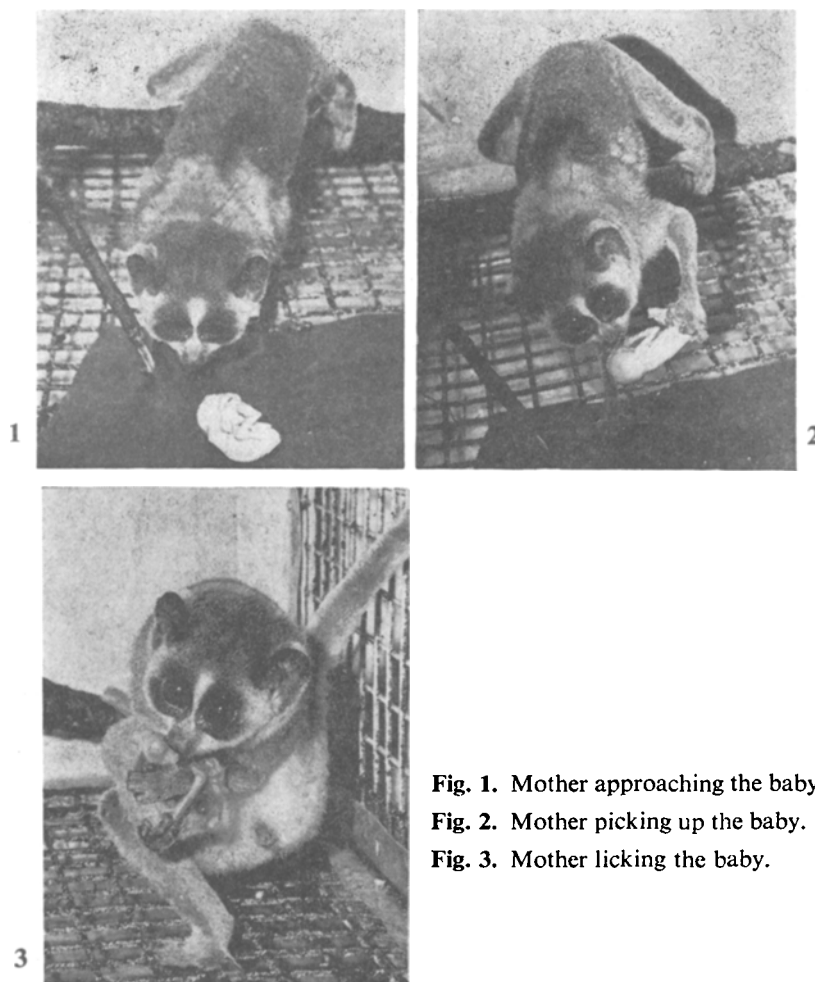 1
2
3
Fig. 1. Mother approaching the baby
Fig. 2. Mother picking up the baby.
Fig. 3. Mother licking the baby.